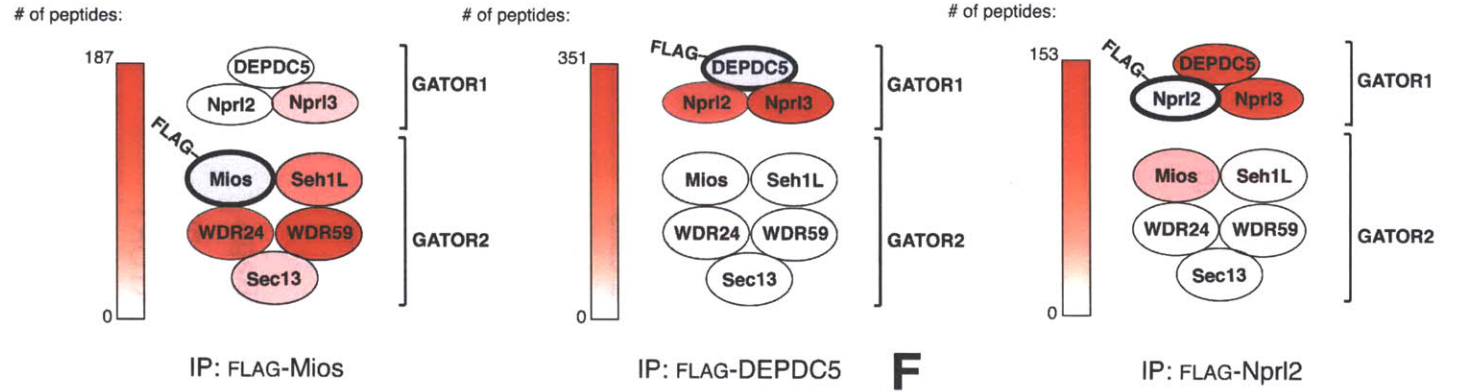 # of peptides:
187
0
DEPDC5
Nprl2
Nprl3
GATOR1
FLAG
Mios
Seh1L
WDR24
WDR59
Sec13
GATOR2
IP: FLAG-Mios
# of peptides:
351
0
FLAG
DEPDC5
Nprl2
Nprl3
GATOR1
Mios
Seh1L
WDR24
WDR59
Sec13
GATOR2
IP: FLAG-DEPDC5
F
# of peptides:
153
0
FLAG
DEPDC5
Nprl2
Nprl3
GATOR1
Mios
Seh1L
WDR24
WDR59
Sec13
GATOR2
IP: FLAG-Nprl2